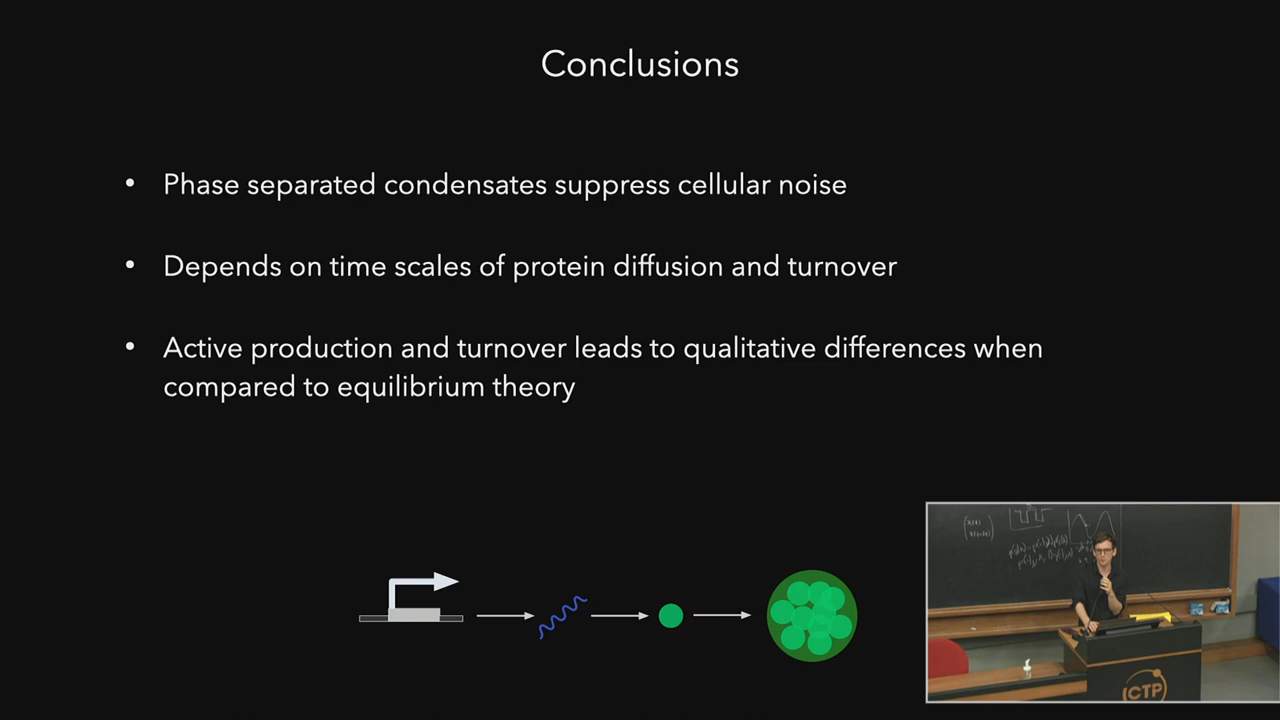 Conclusions
• Phase separated condensates suppress cellular noise
• Depends on time scales of protein diffusion and turnover
• Active production and turnover leads to qualitative differences when
compared to equilibrium theory
ICTP